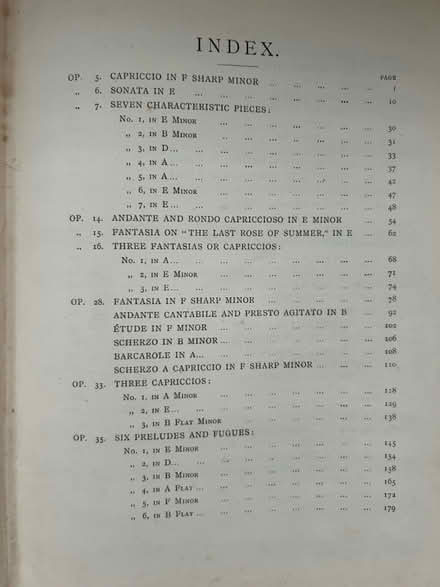 INDEX.
PAGE
OP. 5. CAPRICCIO IN F SHARP MINOR ... ... ... ... 1
„ 6. SONATA IN E ... ... ... ... ... ... 10
„ 7. SEVEN CHARACTERISTIC PIECES:
No. 1, in E Minor ... ... ... ... ... 30
„ 2, in B Minor ... ... ... ... ... 31
„ 3, in D... ... ... ... ... ... 33
„ 4, in A... ... ... ... ... ... 37
„ 5, in A... ... ... ... ... ... 42
„ 6, in E Minor ... ... ... ... ... 47
„ 7, in E... ... ... ... ... ... 48
OP. 14. ANDANTE AND RONDO CAPRICCIOSO IN E MINOR ... 54
„ 15. FANTASIA ON "THE LAST ROSE OF SUMMER," IN E ... 62
„ 16. THREE FANTASIAS OR CAPRICCIOS:
No. 1, in A... ... ... ... ... ... 68
„ 2, in E Minor ... ... ... ... ... 71
„ 3, in E... ... ... ... ... ... 74
OP. 28. FANTASIA IN F SHARP MINOR ... ... ... ... 78
ANDANTE CANTABILE AND PRESTO AGITATO IN B ... 92
ÉTUDE IN F MINOR ... ... ... ... ... 102
SCHERZO IN B MINOR ... ... ... ... ... 106
BARCAROLE IN A... ... ... ... ... ... 108
SCHERZO A CAPRICCIO IN F SHARP MINOR ... ... 110
OP. 33. THREE CAPRICCIOS:
No. 1, in A Minor ... ... ... ... ... 118
„ 2, in E... ... ... ... ... ... 129
„ 3, in B Flat Minor ... ... ... ... 138
OP. 35. SIX PRELUDES AND FUGUES:
No. 1, in E Minor ... ... ... ... ... 145
„ 2, in D... ... ... ... ... ... 154
„ 3, in B Minor ... ... ... ... ... 158
„ 4, in A Flat ... ... ... ... ... 165
„ 5, in F Minor ... ... ... ... ... 172
„ 6, in B Flat ... ... ... ... ... 179